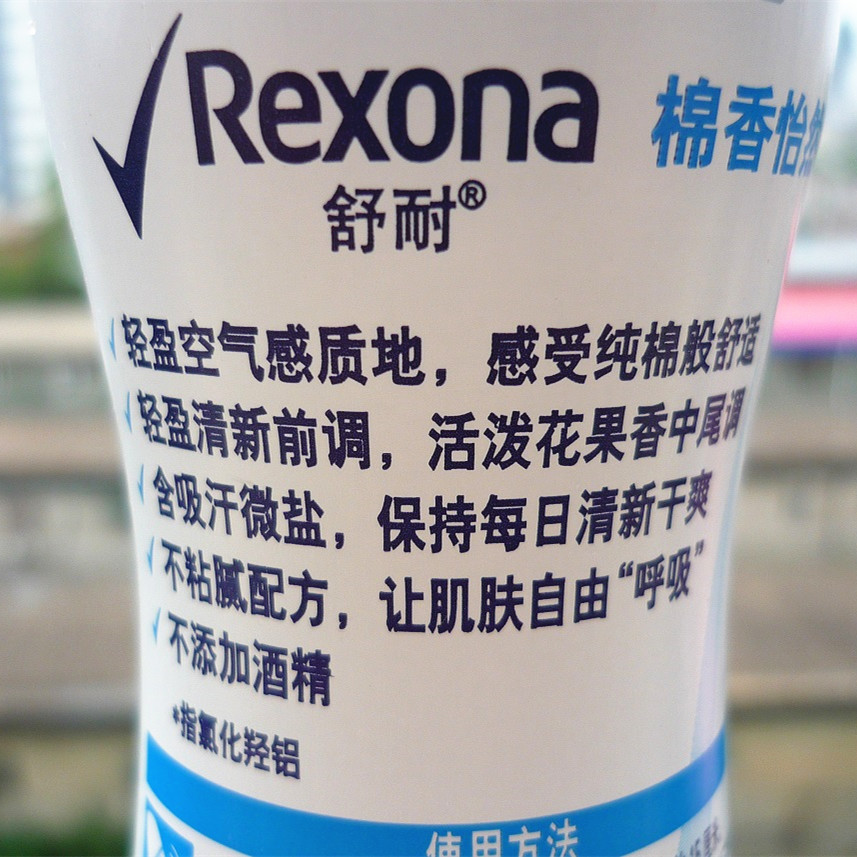 Rexona
棉香怡然
舒耐®
轻盈空气感质地，感受纯棉般舒适
轻盈清新前调，活泼花果香中尾调
含吸汗微盐，保持每日清新干爽
不粘腻配方，让肌肤自由“呼吸”
不添加酒精
*指氯化羟铝
使用方法